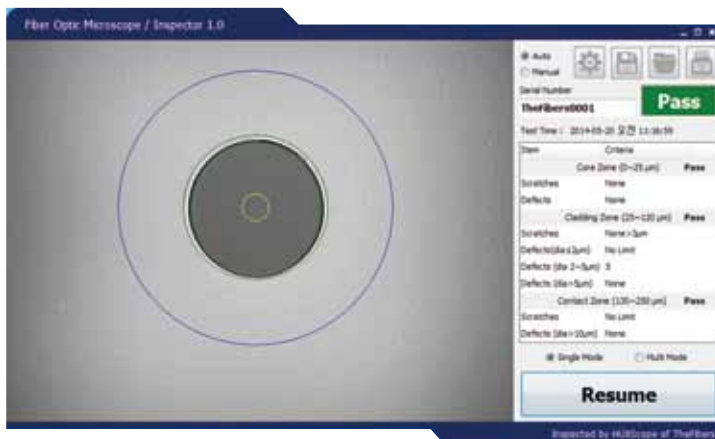 Fiber Optic Microscope / Inspector 1.0
Auto
Manual
Serial Number
TheFibers0001
Pass
Test Time : 2014-03-20 오전 11:16:59
Item Criteria
Core Zone (0~25 μm) Pass
Scratches None
Defects None
Cladding Zone (25~120 μm) Pass
Scratches None>3μm
Defects(dia≤2μm) No Limit
Defects (dia 2~5μm) 5
Defects (dia>5μm) None
Contact Zone (130~250 μm) Pass
Scratches No Limit
Defects (dia>10μm) None
Single Mode Multi Mode
Resume
Inspected by HUXScope of TheFibers